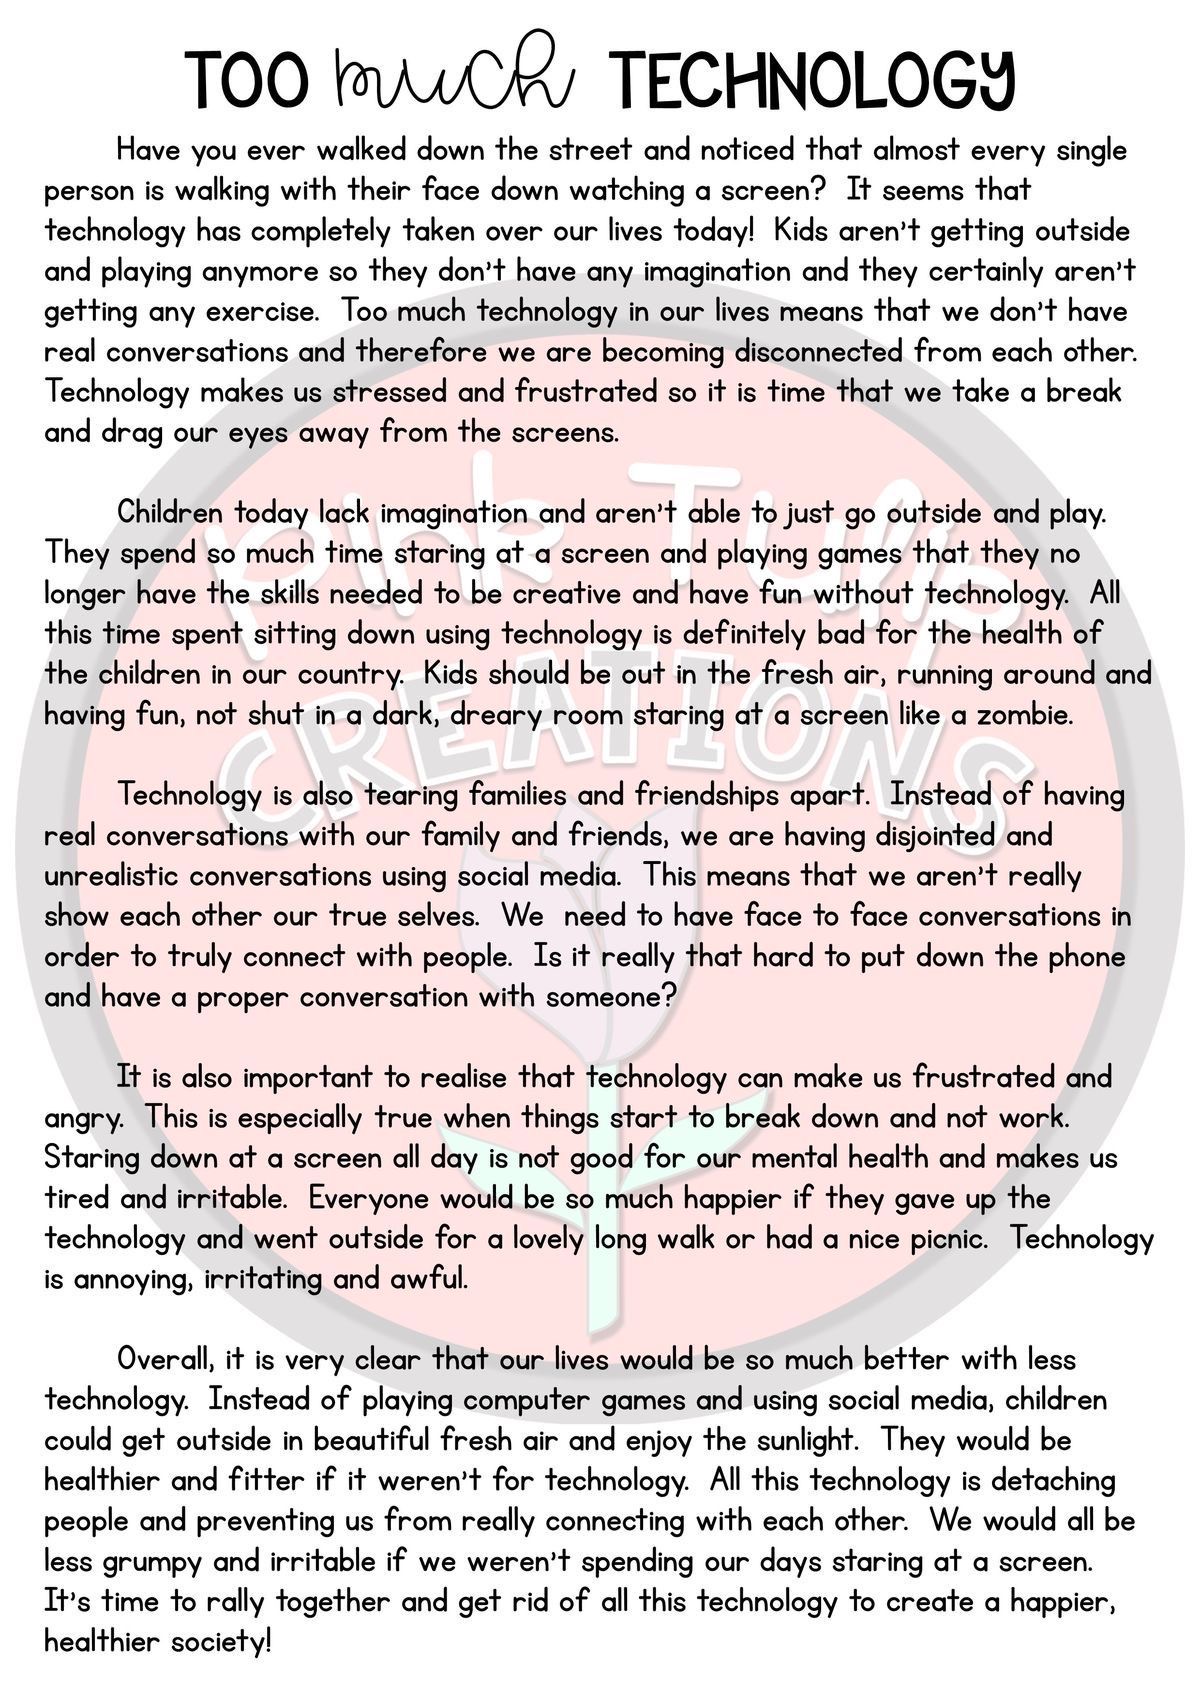 TOO much TECHNOLOGY
Have you ever walked down the street and noticed that almost every single
person is walking with their face down watching a screen? It seems that
technology has completely taken over our lives today! Kids aren't getting outside
and playing anymore so they don't have any imagination and they certainly aren't
getting any exercise. Too much technology in our lives means that we don't have
real conversations and therefore we are becoming disconnected from each other.
Technology makes us stressed and frustrated so it is time that we take a break
and drag our eyes away from the screens.
Children today lack imagination and aren't able to just go outside and play.
They spend so much time staring at a screen and playing games that they no
longer have the skills needed to be creative and have fun without technology. All
this time spent sitting down using technology is definitely bad for the health of
the children in our country. Kids should be out in the fresh air, running around and
having fun, not shut in a dark, dreary room staring at a screen like a zombie.
Technology is also tearing families and friendships apart. Instead of having
real conversations with our family and friends, we are having disjointed and
unrealistic conversations using social media. This means that we aren't really
show each other our true selves. We need to have face to face conversations in
order to truly connect with people. Is it really that hard to put down the phone
and have a proper conversation with someone?
It is also important to realise that technology can make us frustrated and
angry. This is especially true when things start to break down and not work.
Staring down at a screen all day is not good for our mental health and makes us
tired and irritable. Everyone would be so much happier if they gave up the
technology and went outside for a lovely long walk or had a nice picnic. Technology
is annoying, irritating and awful.
Overall, it is very clear that our lives would be so much better with less
technology. Instead of playing computer games and using social media, children
could get outside in beautiful fresh air and enjoy the sunlight. They would be
healthier and fitter if it weren't for technology. All this technology is detaching
people and preventing us from really connecting with each other. We would all be
less grumpy and irritable if we weren't spending our days staring at a screen.
It's time to rally together and get rid of all this technology to create a happier,
healthier society!
Pink Tulip
CREATIONS